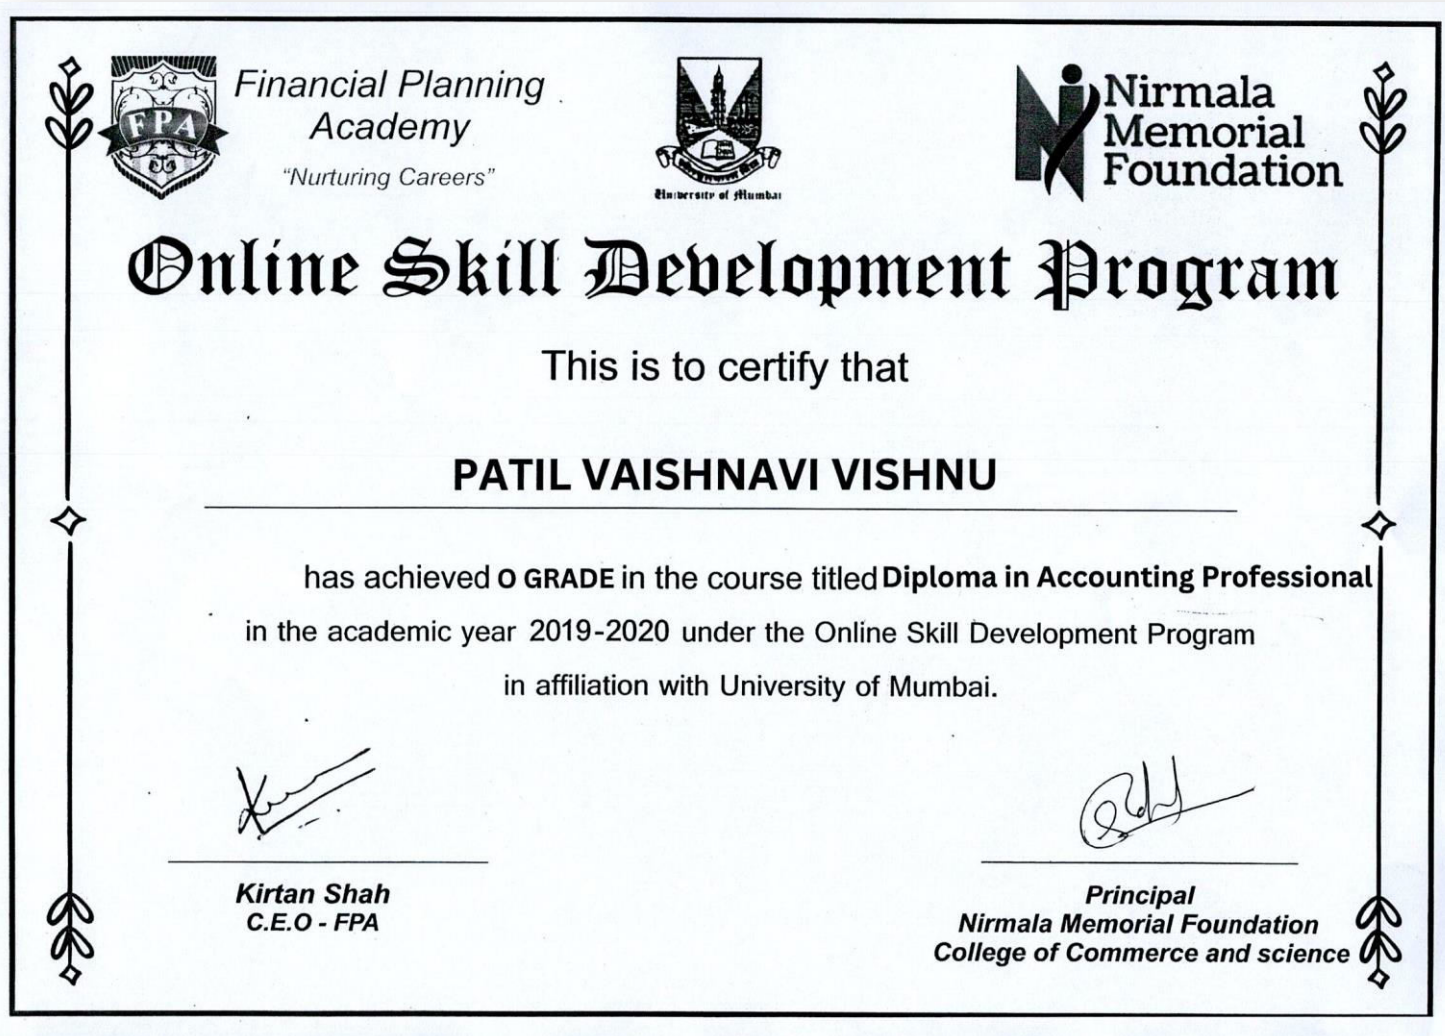 Financial Planning
Academy
"Nurturing Careers"
FPA
University of Mumbai
Nirmala
Memorial
Foundation
Online Skill Development Program
This is to certify that
PATIL VAISHNAVI VISHNU
has achieved O GRADE in the course titled Diploma in Accounting Professional
in the academic year 2019-2020 under the Online Skill Development Program
in affiliation with University of Mumbai.
Kirtan Shah
C.E.O - FPA
Principal
Nirmala Memorial Foundation
College of Commerce and science